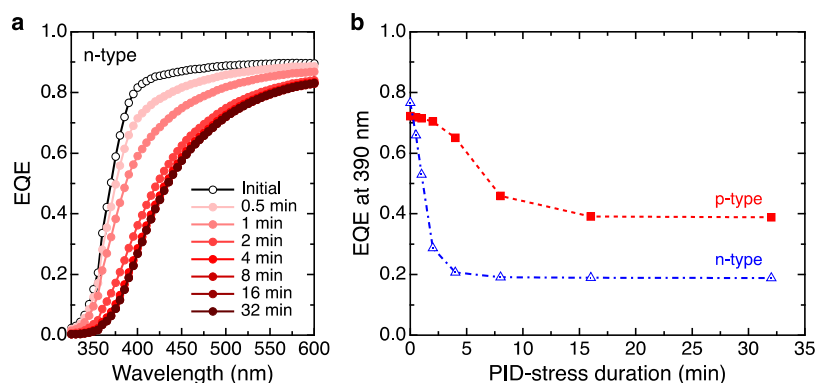 a
n-type
EQE
1.0
0.8
0.6
0.4
0.2
0.0
Initial
0.5 min
1 min
2 min
4 min
8 min
16 min
32 min
350 400 450 500 550 600
Wavelength (nm)
b
EQE at 390 nm
1.0
0.8
0.6
0.4
0.2
0.0
p-type
n-type
0 5 10 15 20 25 30 35
PID-stress duration (min)